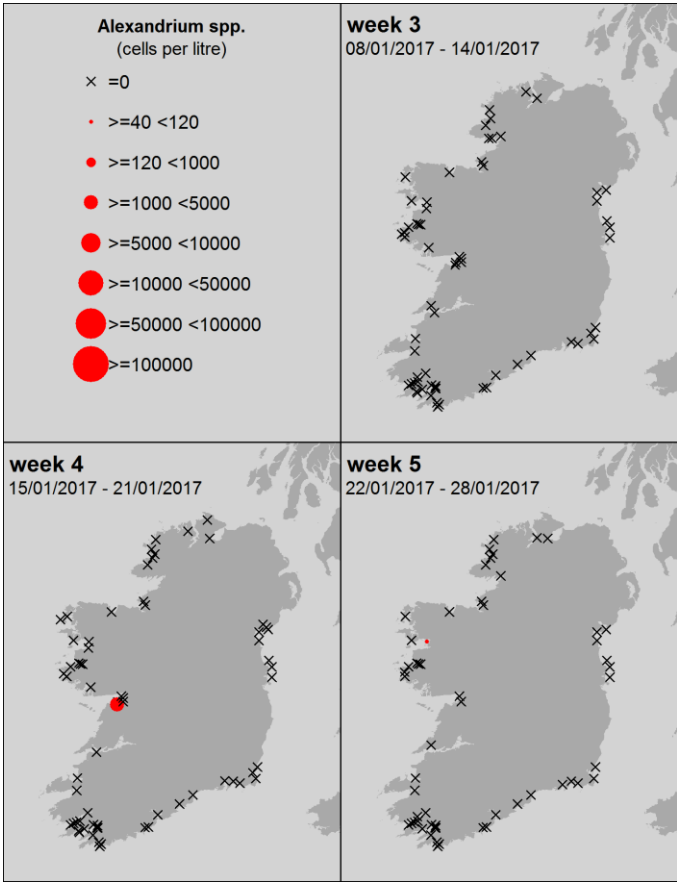 Alexandrium spp.
(cells per litre)
=0
>=40 <120
>=120 <1000
>=1000 <5000
>=5000 <10000
>=10000 <50000
>=50000 <100000
>=100000
week 3
08/01/2017 - 14/01/2017
week 4
15/01/2017 - 21/01/2017
week 5
22/01/2017 - 28/01/2017